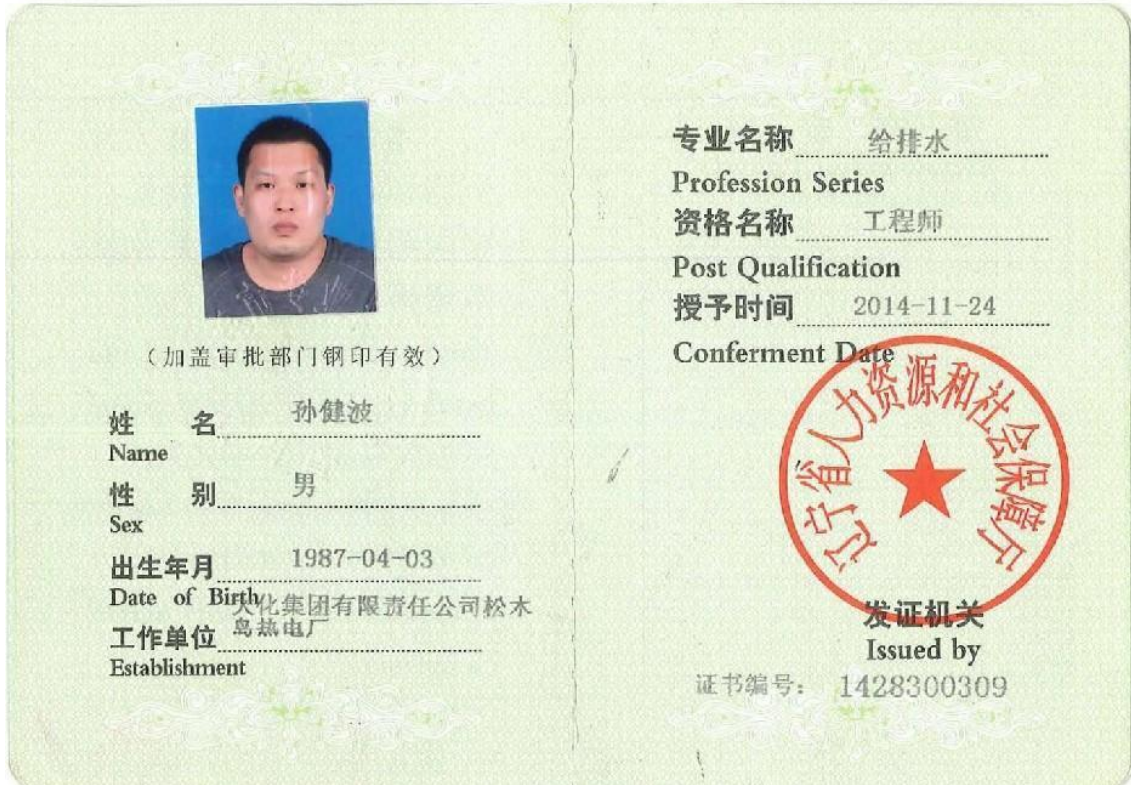 （加盖审批部门钢印有效）
姓 名 孙健波
Name
性 别 男
Sex
出生年月 1987-04-03
Date of Birth
大化集团有限责任公司松木
岛热电厂
工作单位
Establishment
专业名称 给排水
Profession Series
资格名称 工程师
Post Qualification
授予时间 2014-11-24
Conferment Date
辽宁省人力资源和社会保障厅
发证机关
Issued by
证书编号： 1428300309